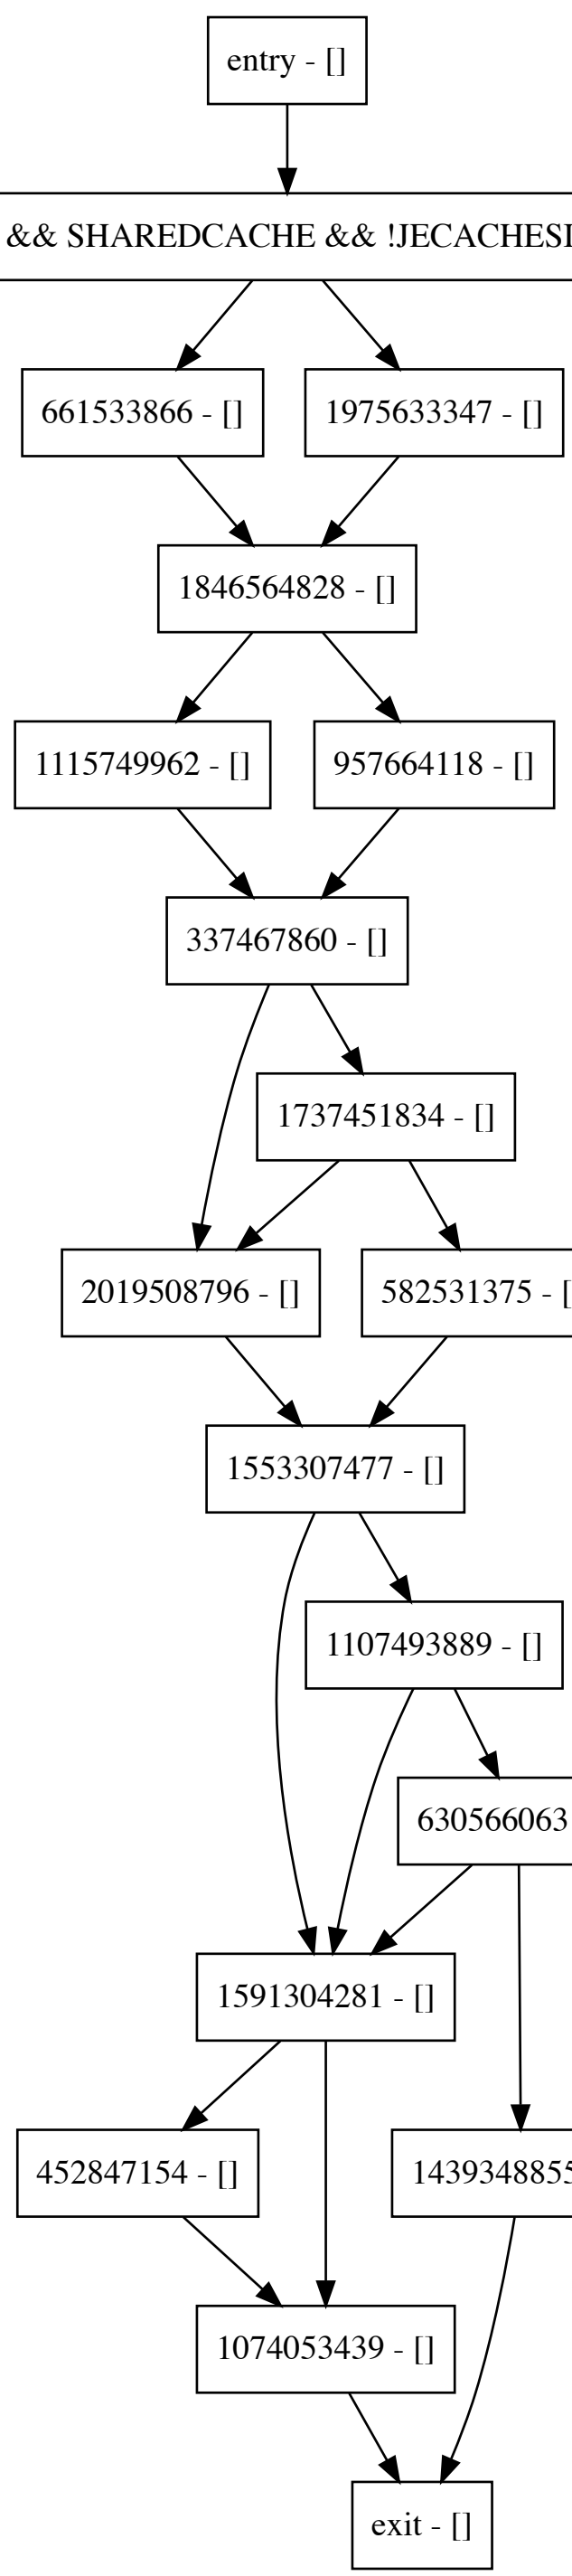 entry - []
&& SHAREDCACHE &&
661533866 - []
1975633347 - []
1846564828 - []
1115749962 - []
957664118 - []
337467860 - []
1737451834 - []
2019508796 - []
582531375 - [
1553307477 - []
1107493889 - []
630566063
1591304281 - []
452847154 - []
1439348855
1074053439 - []
exit - []